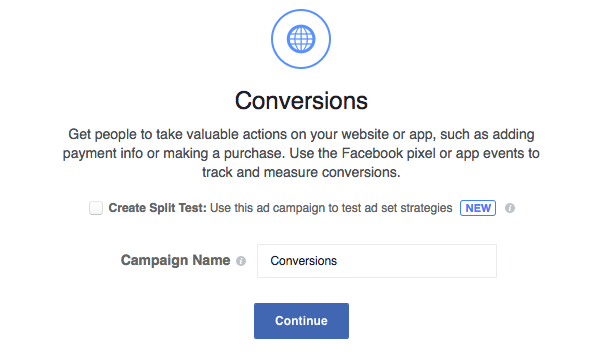 Conversions
Get people to take valuable actions on your website or app, such as adding
payment info or making a purchase. Use the Facebook pixel or app events to
track and measure conversions.
Create Split Test: Use this ad campaign to test ad set strategies NEW
Campaign Name Conversions
Continue